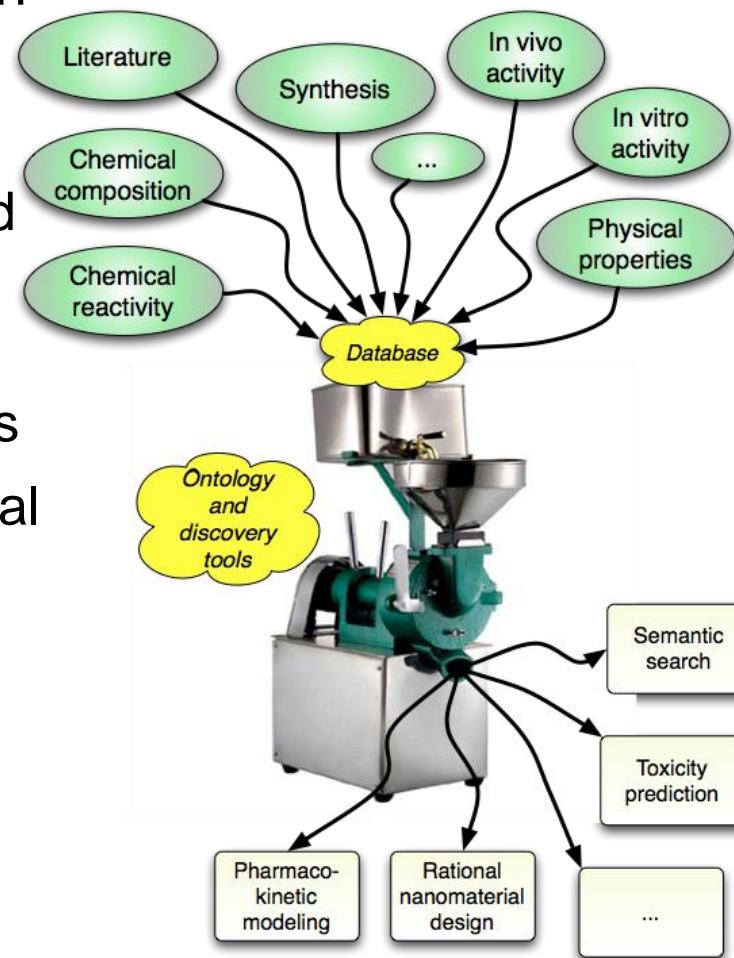 n
Literature
Synthesis
In vivo
activity
In vitro
activity
Chemical
composition
...
d
Physical
properties
Chemical
reactivity
Database
s
al
Ontology
and
discovery
tools
Semantic
search
Toxicity
prediction
Pharmaco-
kinetic
modeling
Rational
nanomaterial
design
...